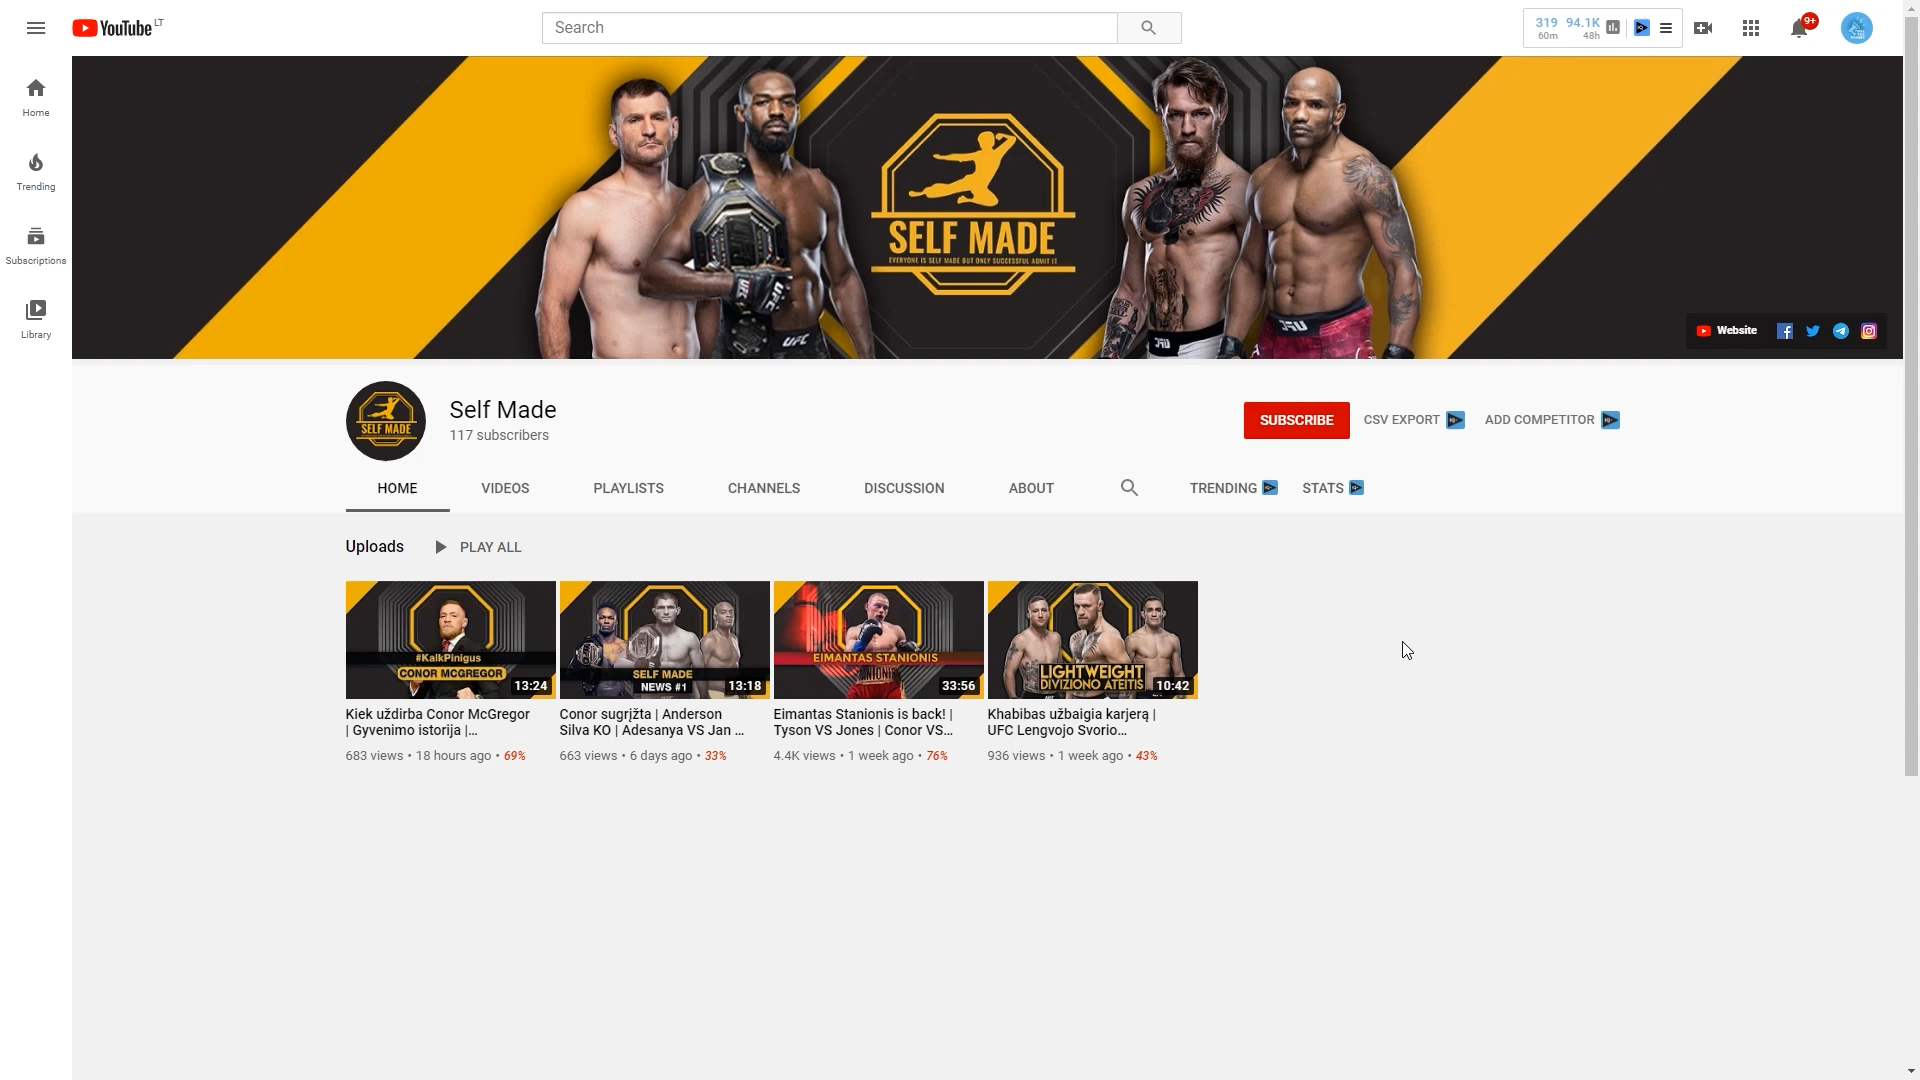 YouTube LT
Search
319 94.1K
60m 48h
9+
Home
Trending
Subscriptions
Library
SELF MADE
EVERYONE IS SELF MADE BUT ONLY SUCCESSFUL ADMIT IT
UFC
UFC
Website
SELF MADE
Self Made
117 subscribers
SUBSCRIBE
CSV EXPORT
ADD COMPETITOR
HOME
VIDEOS
PLAYLISTS
CHANNELS
DISCUSSION
ABOUT
TRENDING
STATS
Uploads
PLAY ALL
#KalkPinigus
CONOR MCGREGOR
13:24
Kiek uždirba Conor McGregor
| Gyvenimo istorija |...
683 views • 18 hours ago • 69%
SELF MADE
NEWS #1
13:18
Conor sugrįžta | Anderson
Silva KO | Adesanya VS Jan ...
663 views • 6 days ago • 33%
EIMANTAS STANIONIS
33:56
Eimantas Stanionis is back! |
Tyson VS Jones | Conor VS...
4.4K views • 1 week ago • 76%
LIGHTWEIGHT
DIVIZIONO ATEITIS
10:42
Khabibas užbaigia karjerą |
UFC Lengvojo Svorio...
936 views • 1 week ago • 43%